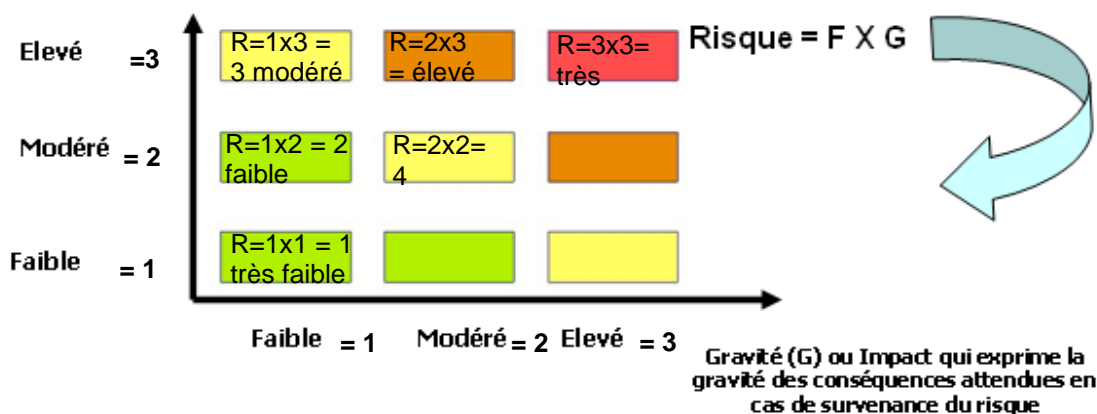 Elevé =3
R=1x3 =
3 modéré
R=2x3
= élevé
R=3x3=
très
Risque = F X G
Modéré = 2
R=1x2 = 2
faible
R=2x2=
4
Faible = 1
R=1x1 = 1
très faible
Faible = 1 Modéré = 2 Elevé = 3
Gravité (G) ou Impact qui exprime la
gravité des conséquences attendues en
cas de survenance du risque